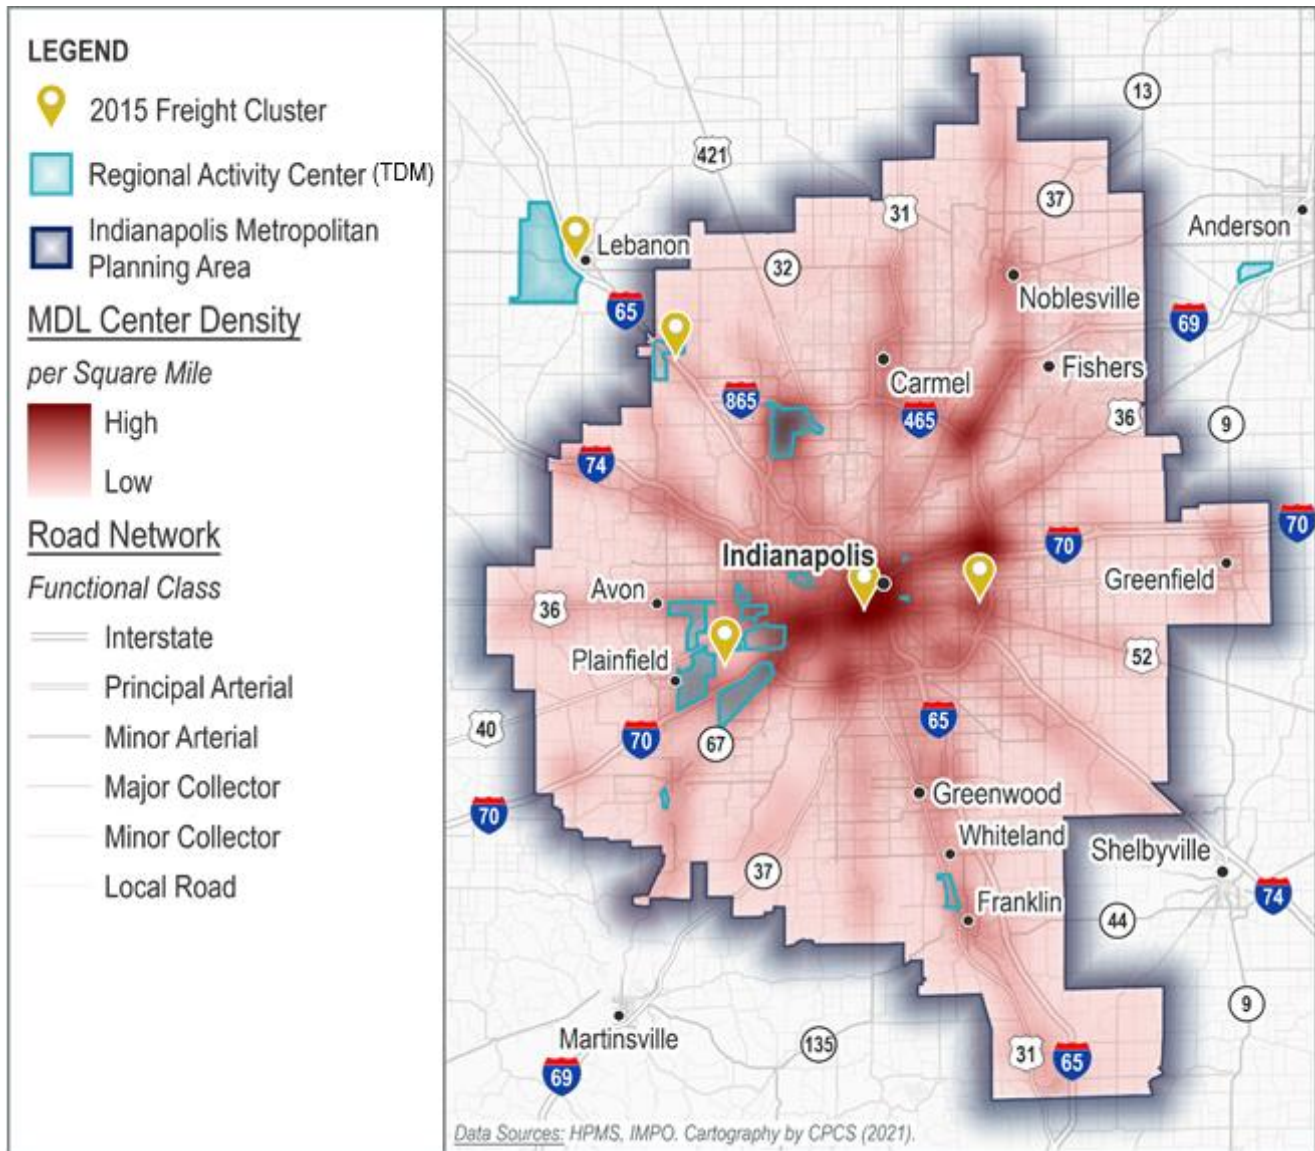 LEGEND
2015 Freight Cluster
Regional Activity Center (TDM)
Indianapolis Metropolitan
Planning Area
MDL Center Density
per Square Mile
High
Low
Road Network
Functional Class
Interstate
Principal Arterial
Minor Arterial
Major Collector
Minor Collector
Local Road
13
421
37
31
Anderson
Lebanon
32
Noblesville
65
69
Fishers
Carmel
865
465
36
9
74
70
Indianapolis
70
Greenfield
Avon
36
52
Plainfield
65
40
70
67
Greenwood
70
Whiteland
Shelbyville
37
74
Franklin
44
9
Martinsville
135
31
65
69
Data Sources: HPMS, IMPO. Cartography by CPCS (2021).